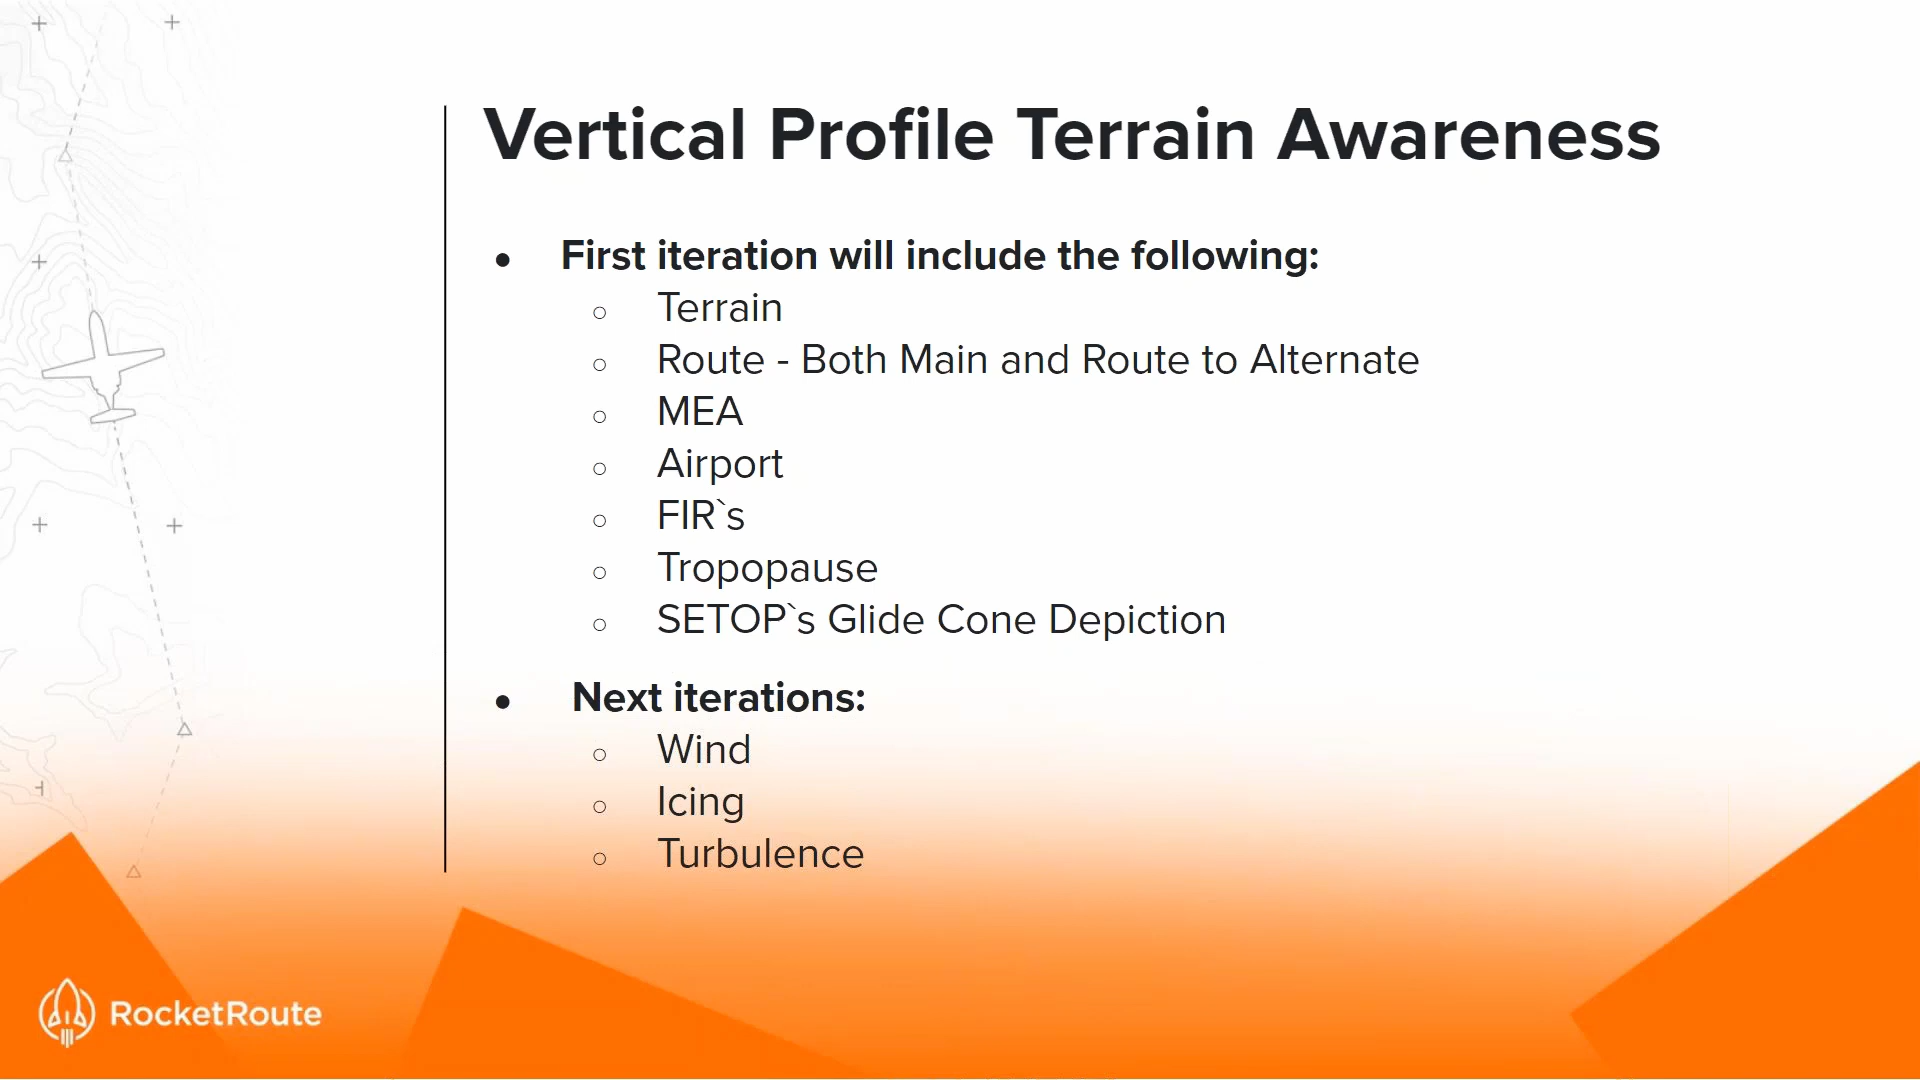 Vertical Profile Terrain Awareness
● First iteration will include the following:
○ Terrain
○ Route - Both Main and Route to Alternate
○ MEA
○ Airport
○ FIR`s
○ Tropopause
○ SETOP`s Glide Cone Depiction
● Next iterations:
○ Wind
○ Icing
○ Turbulence
RocketRoute